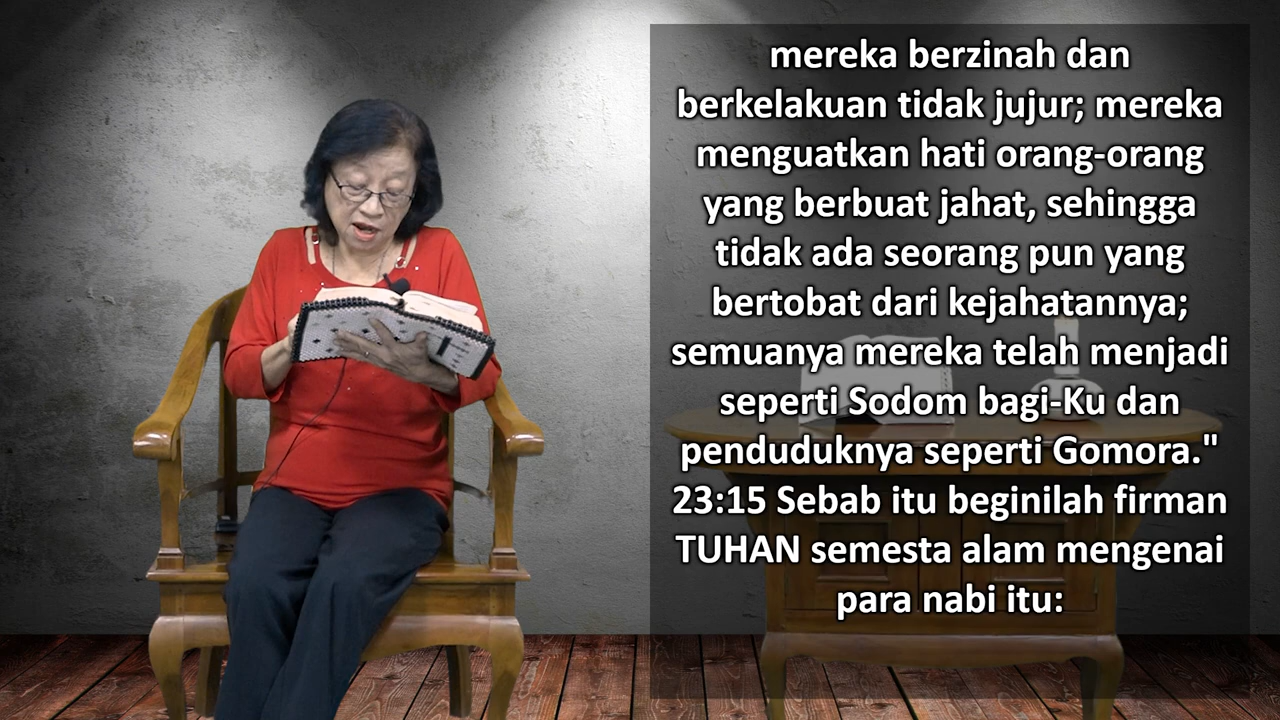 mereka berzinah dan
berkelakuan tidak jujur; mereka
menguatkan hati orang-orang
yang berbuat jahat, sehingga
tidak ada seorang pun yang
bertobat dari kejahatannya;
semuanya mereka telah menjadi
seperti Sodom bagi-Ku dan
penduduknya seperti Gomora."
23:15 Sebab itu beginilah firman
TUHAN semesta alam mengenai
para nabi itu: